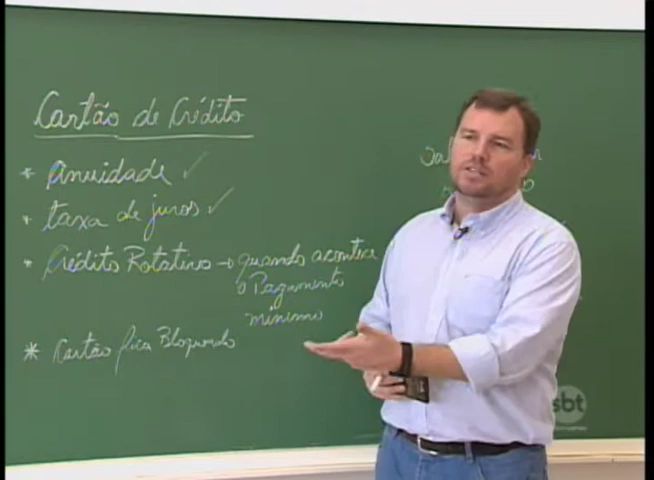 Cartão de Crédito
* Anuidade ✓
* taxa de juros ✓
* Crédito Rotativo → quando acontece
o Pagamento
mínimo
* Cartão fica Bloqueado
sbt